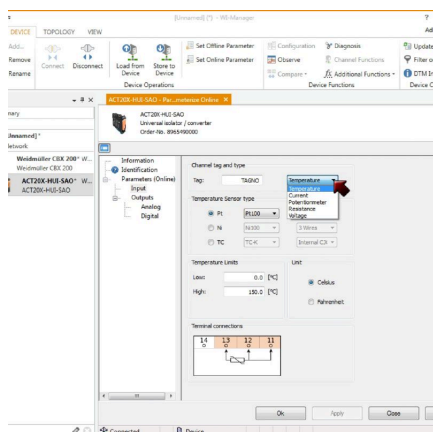 [Unnamed] (*) - WI-Manager
?
DEVICE TOPOLOGY VIEW
Ad
Add...
Remove
Rename
Connect
Disconnect
Load from Device
Store to Device
Set Offline Parameter
Set Online Parameter
Configuration
Observe
Compare
Diagnosis
Channel Functions
Additional Functions
Update
Filter o
DTM In
Device Operations
Device Functions
Device C
ACT20X-HUI-SAO - Par...meterize Online
ACT20X-HUI-SAO
Universal isolator / converter
Order-No. 8965490000
mary
Unnamed]*
Network
Weidmüller CBX 200* W...
Weidmüller CBX 200
ACT20X-HUI-SAO* W...
ACT20X-HUI-SAO
Information
Identification
Parameters (Online)
Input
Outputs
Analog
Digital
Channel tag and type
Tag: TAGNO Temperature
Temperature
Current
Potentiometer
Resistance
Voltage
Temperature Sensor type
Pt Pt100
Ni Ni100 3 Wires
TC TC-K Internal CJ
Temperature Limits
Low: 0.0 [°C]
High: 150.0 [°C]
Unit
Celsius
Fahrenheit
Terminal connections
14 13 12 11
Ok Apply Close
Connected Device